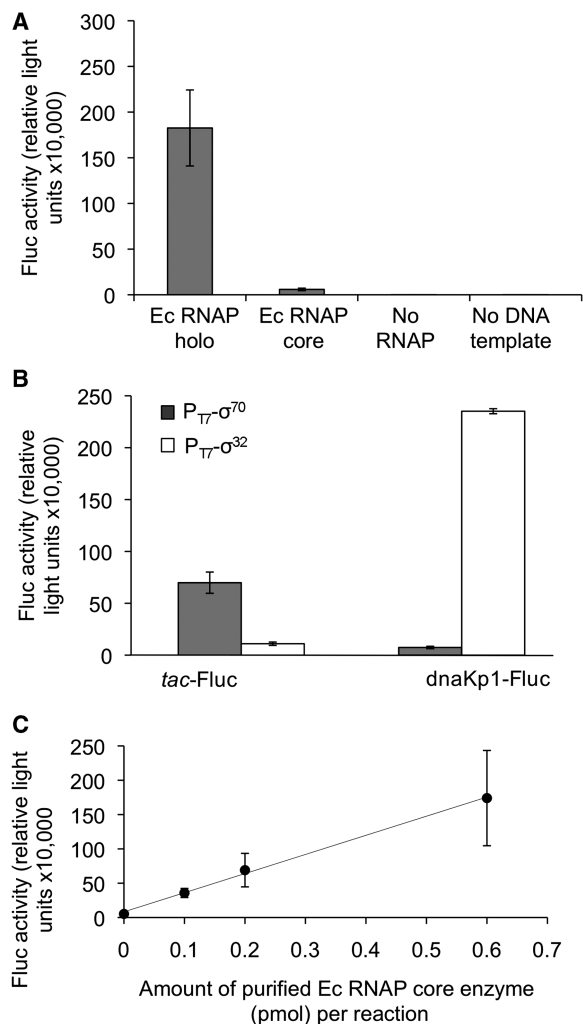 A
Fluc activity (relative light
units x10,000)
300
250
200
150
100
50
0
Ec RNAP
holo
Ec RNAP
core
No
RNAP
No DNA
template
B
Fluc activity (relative
light units x10,000)
250
200
150
100
50
0
PT7-σ70
PT7-σ32
tac-Fluc
dnaKp1-Fluc
C
Fluc activity (relative light
units x10,000
250
200
150
100
50
0
0 0.1 0.2 0.3 0.4 0.5 0.6 0.7
Amount of purified Ec RNAP core enzyme
(pmol) per reaction